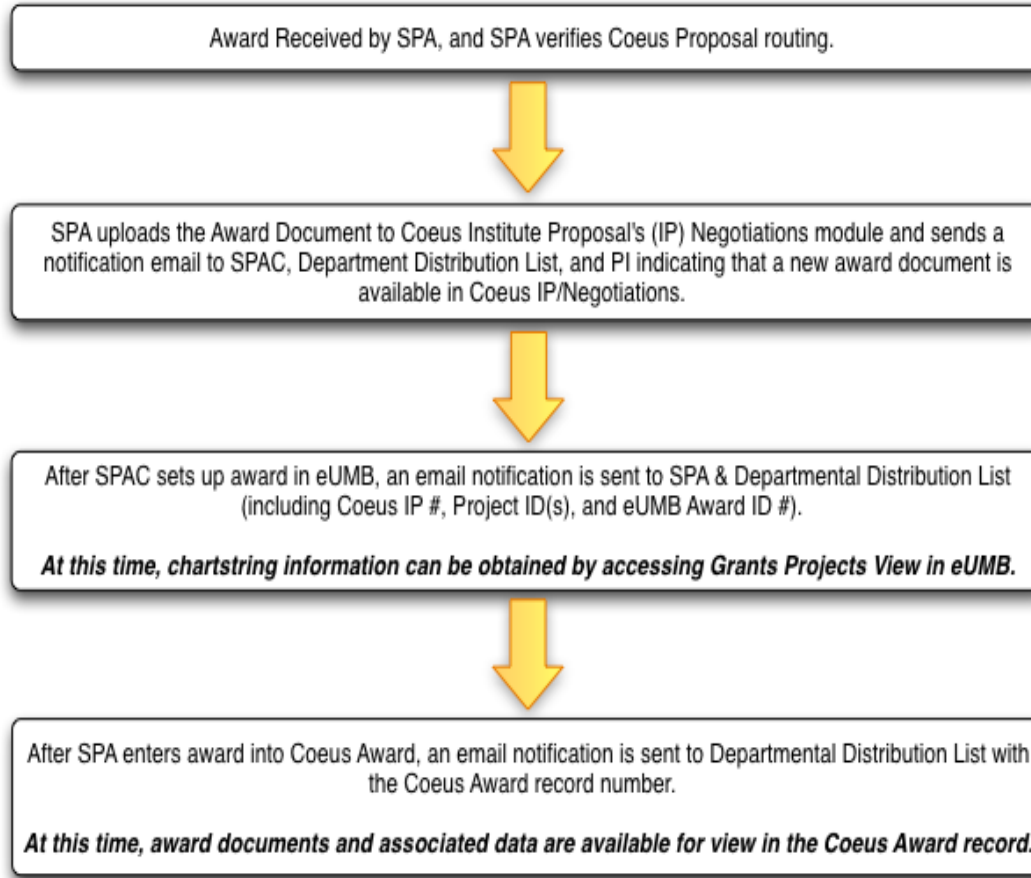 Award Received by SPA, and SPA verifies Coeus Proposal routing.
SPA uploads the Award Document to Coeus Institute Proposal's (IP) Negotiations module and sends a
notification email to SPAC, Department Distribution List, and PI indicating that a new award document is
available in Coeus IP/Negotiations.
After SPAC sets up award in eUMB, an email notification is sent to SPA & Departmental Distribution List
(including Coeus IP #, Project ID(s), and eUMB Award ID #).
At this time, chartstring information can be obtained by accessing Grants Projects View in eUMB.
After SPA enters award into Coeus Award, an email notification is sent to Departmental Distribution List with
the Coeus Award record number.
At this time, award documents and associated data are available for view in the Coeus Award record.